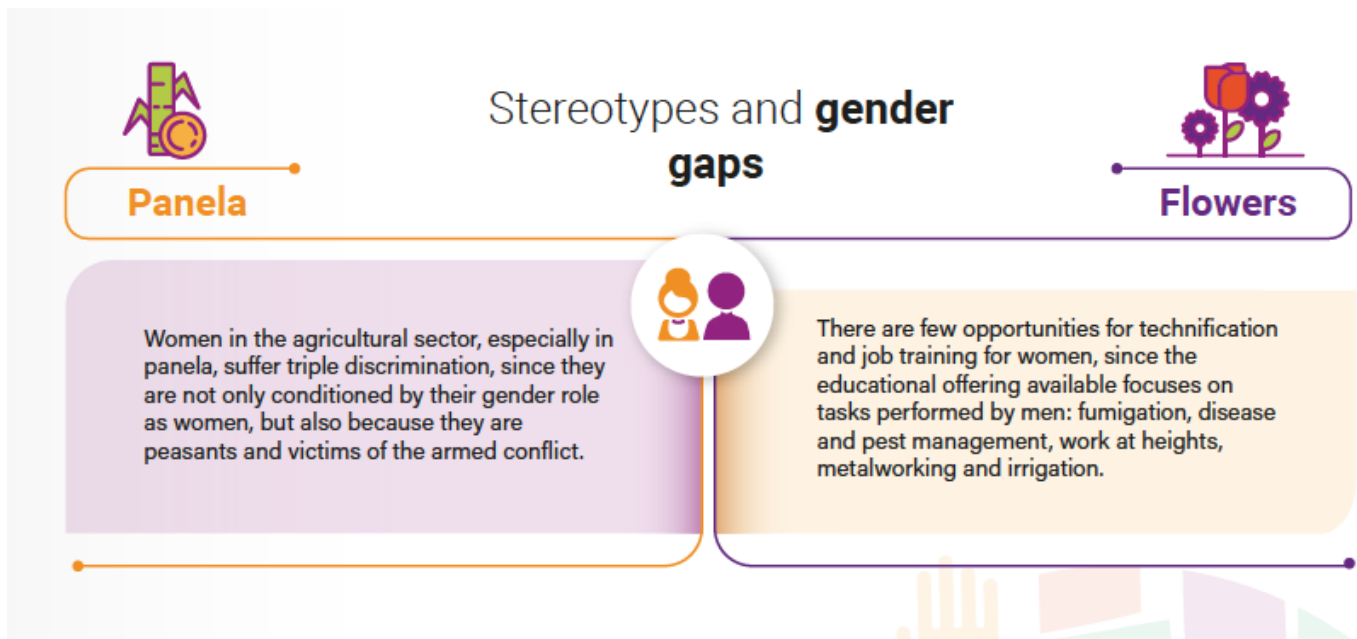 Stereotypes and gender
gaps
Panela
Flowers
Women in the agricultural sector, especially in
panela, suffer triple discrimination, since they
are not only conditioned by their gender role
as women, but also because they are
peasants and victims of the armed conflict.
There are few opportunities for technification
and job training for women, since the
educational offering available focuses on
tasks performed by men: fumigation, disease
and pest management, work at heights,
metalworking and irrigation.